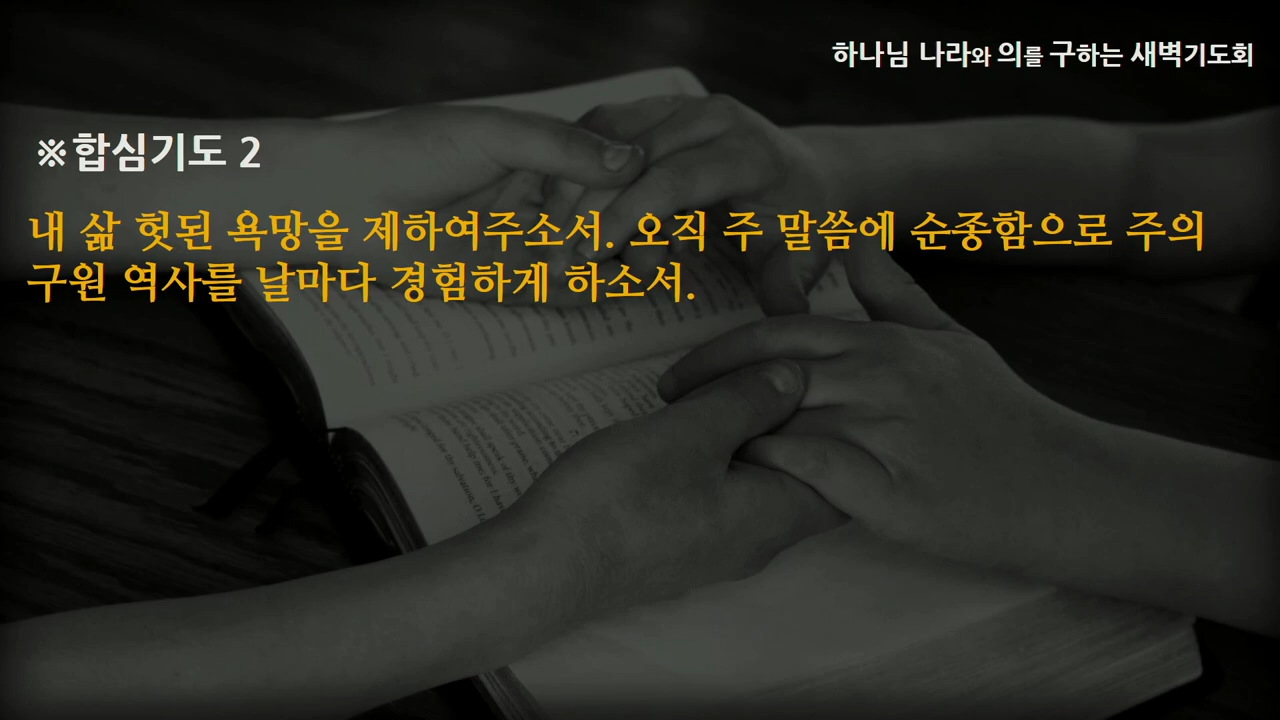 하나님 나라와 의를 구하는 새벽기도회
※합심기도 2
내 삶 헛된 욕망을 제하여주소서. 오직 주 말씀에 순종함으로 주의
구원 역사를 날마다 경험하게 하소서.